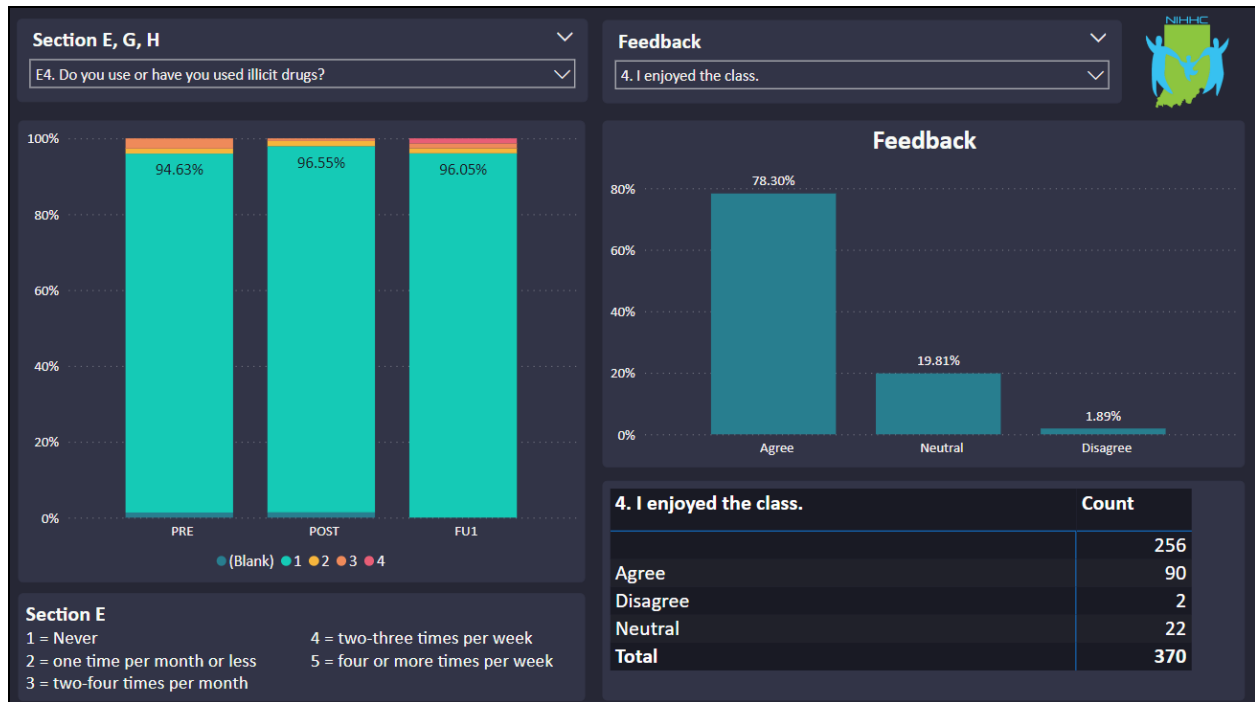 Section E, G, H
E4. Do you use or have you used illicit drugs?
Feedback
4. I enjoyed the class.
NIHHC
100%
80%
60%
40%
20%
0%
94.63%
96.55%
96.05%
PRE
POST
FU1
(Blank) 1 2 3 4
Feedback
80%
60%
40%
20%
0%
78.30%
19.81%
1.89%
Agree
Neutral
Disagree
Section E
1 = Never
2 = one time per month or less
3 = two-four times per month
4 = two-three times per week
5 = four or more times per week
4. I enjoyed the class. Count
256
Agree 90
Disagree 2
Neutral 22
Total 370